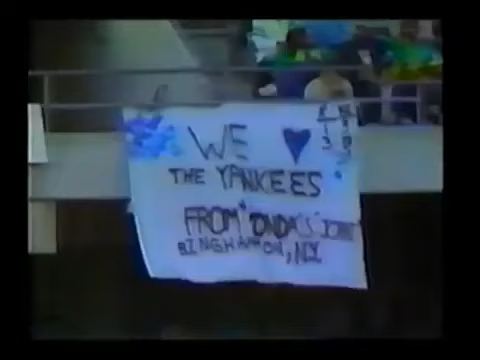 WE ♥
THE YANKEES
FROM
BINGHAMTON, NY